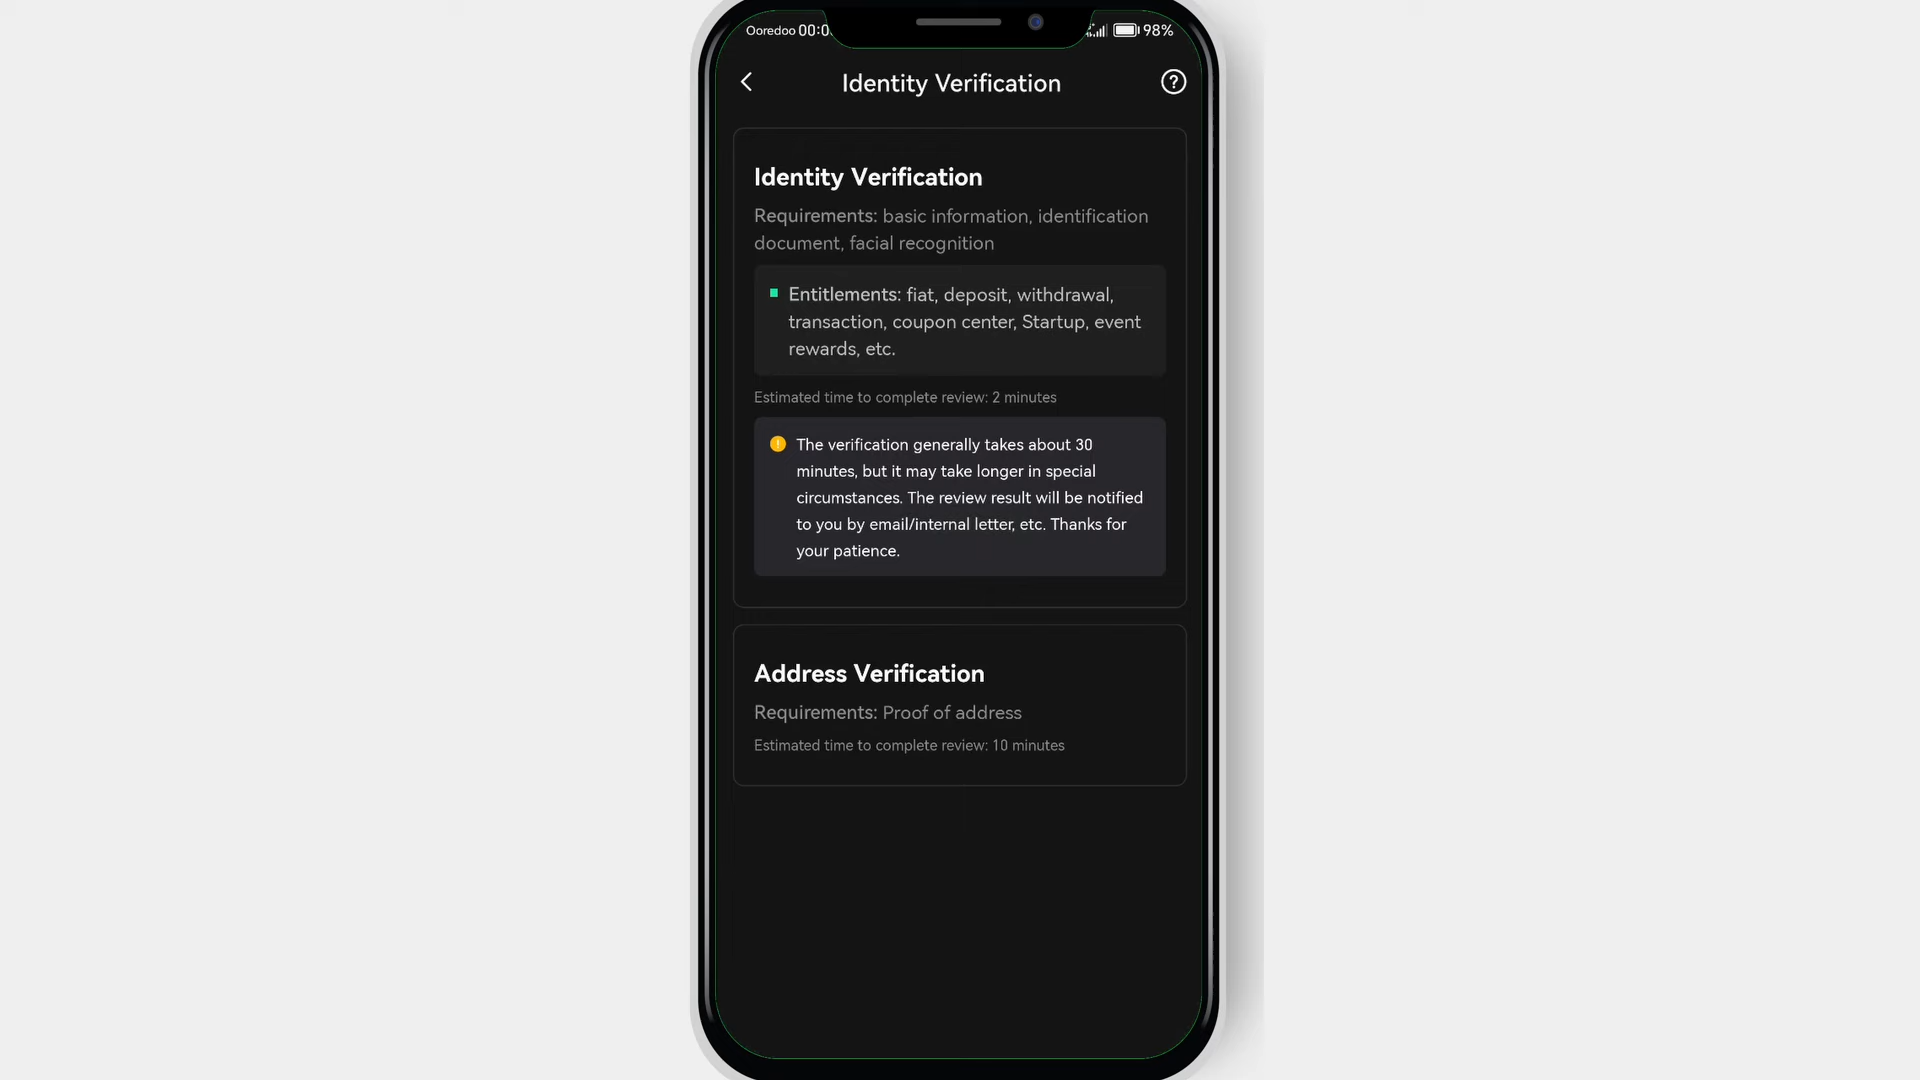 Ooredoo 00:0
98%
Identity Verification
Identity Verification
Requirements: basic information, identification
document, facial recognition
Entitlements: fiat, deposit, withdrawal,
transaction, coupon center, Startup, event
rewards, etc.
Estimated time to complete review: 2 minutes
The verification generally takes about 30
minutes, but it may take longer in special
circumstances. The review result will be notified
to you by email/internal letter, etc. Thanks for
your patience.
Address Verification
Requirements: Proof of address
Estimated time to complete review: 10 minutes